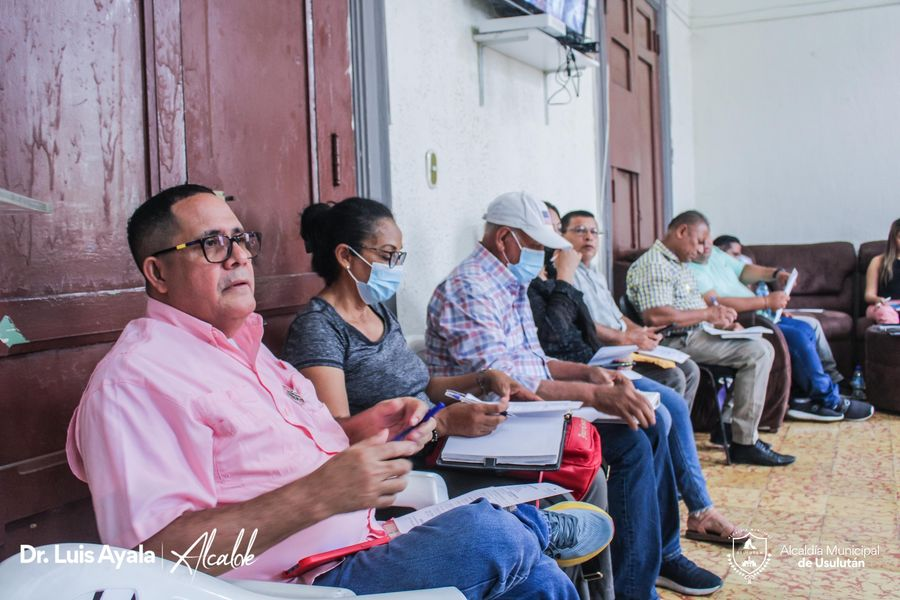 Dr. Luis Ayala | Alcalde
Alcaldía Municipal
de Usulután